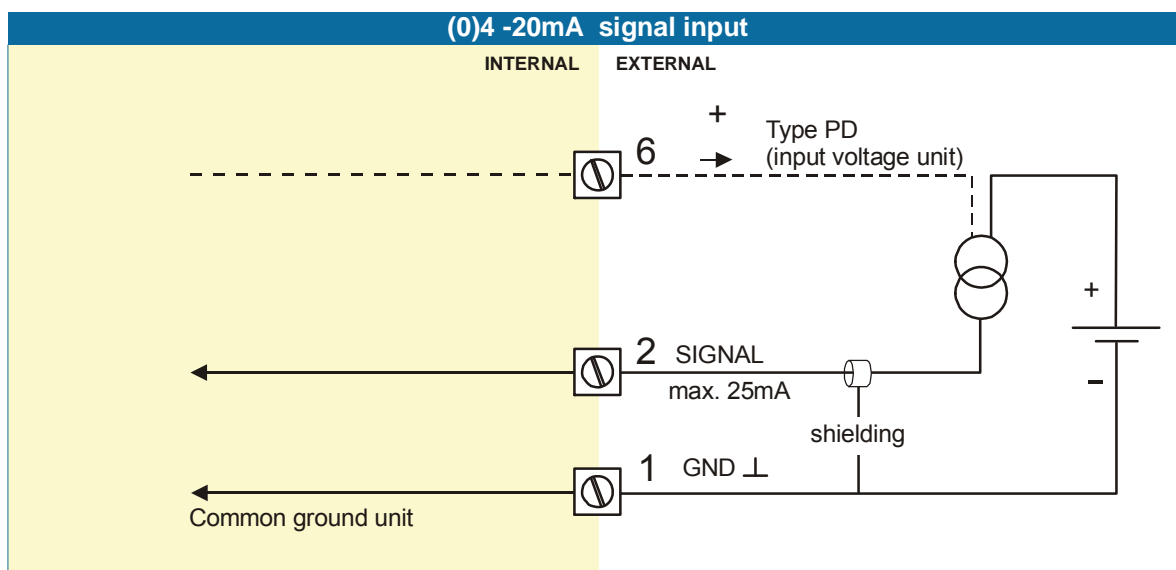 (0)4 -20mA signal input
INTERNAL
EXTERNAL
+
6
Type PD
(input voltage unit)
+
2
SIGNAL
max. 25mA
-
shielding
1
GND ⊥
Common ground unit